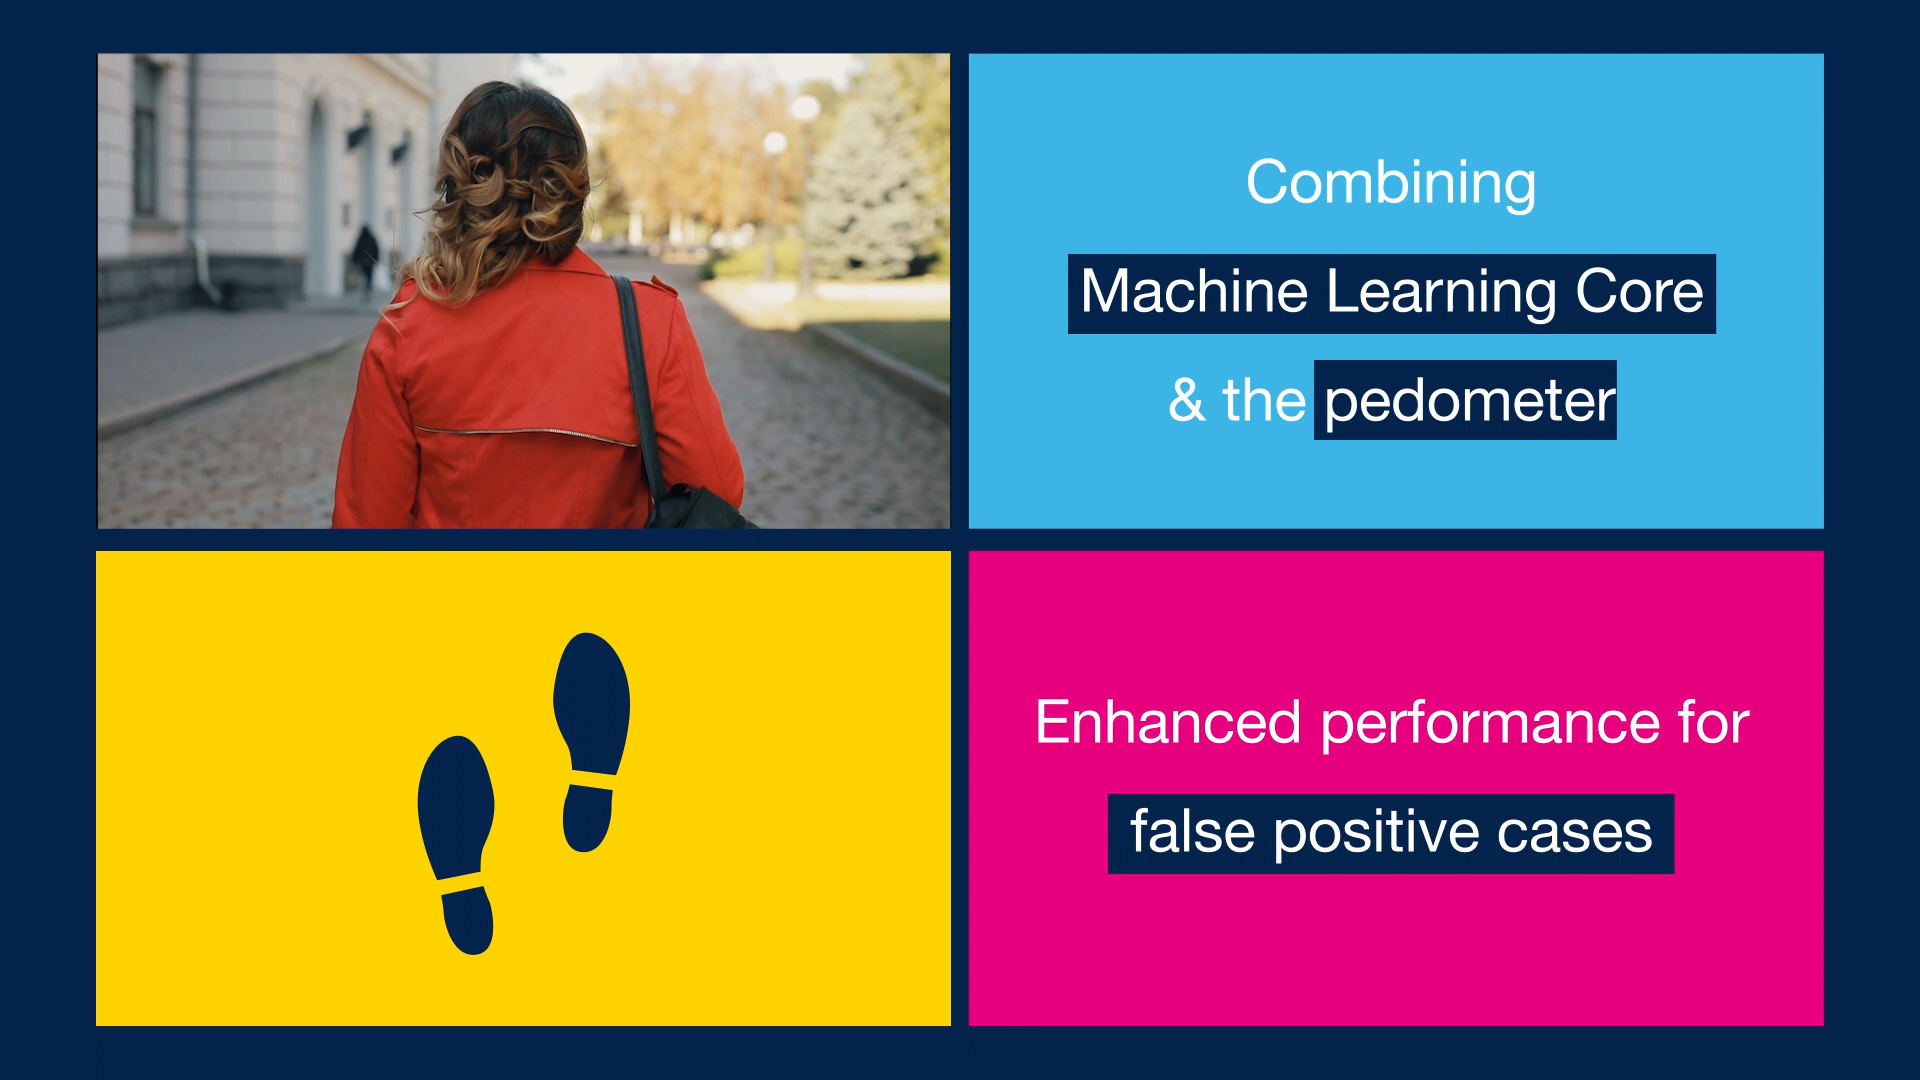 Combining
Machine Learning Core
& the pedometer
Enhanced performance for
false positive cases